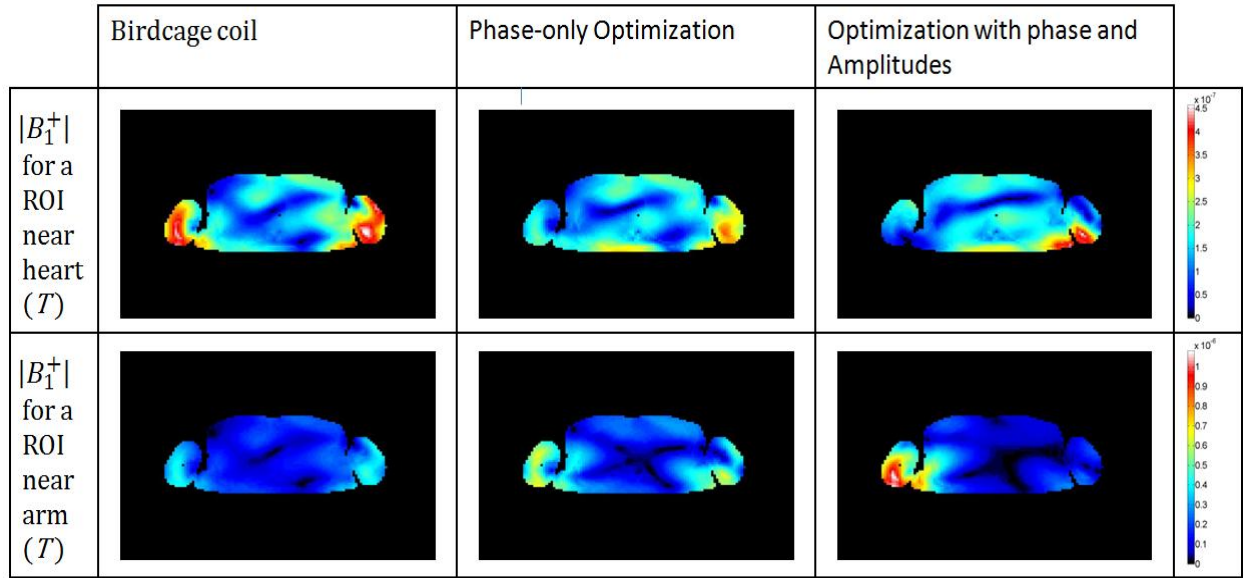 Birdcage coil
Phase-only Optimization
Optimization with phase and
Amplitudes
|B₁⁺|
for a
ROI
near
heart
(T)
x 10⁻⁷
4.5
4
3.5
3
2.5
2
1.5
1
0.5
0
|B₁⁺|
for a
ROI
near
arm
(T)
x 10⁻⁶
1
0.9
0.8
0.7
0.6
0.5
0.4
0.3
0.2
0.1
0